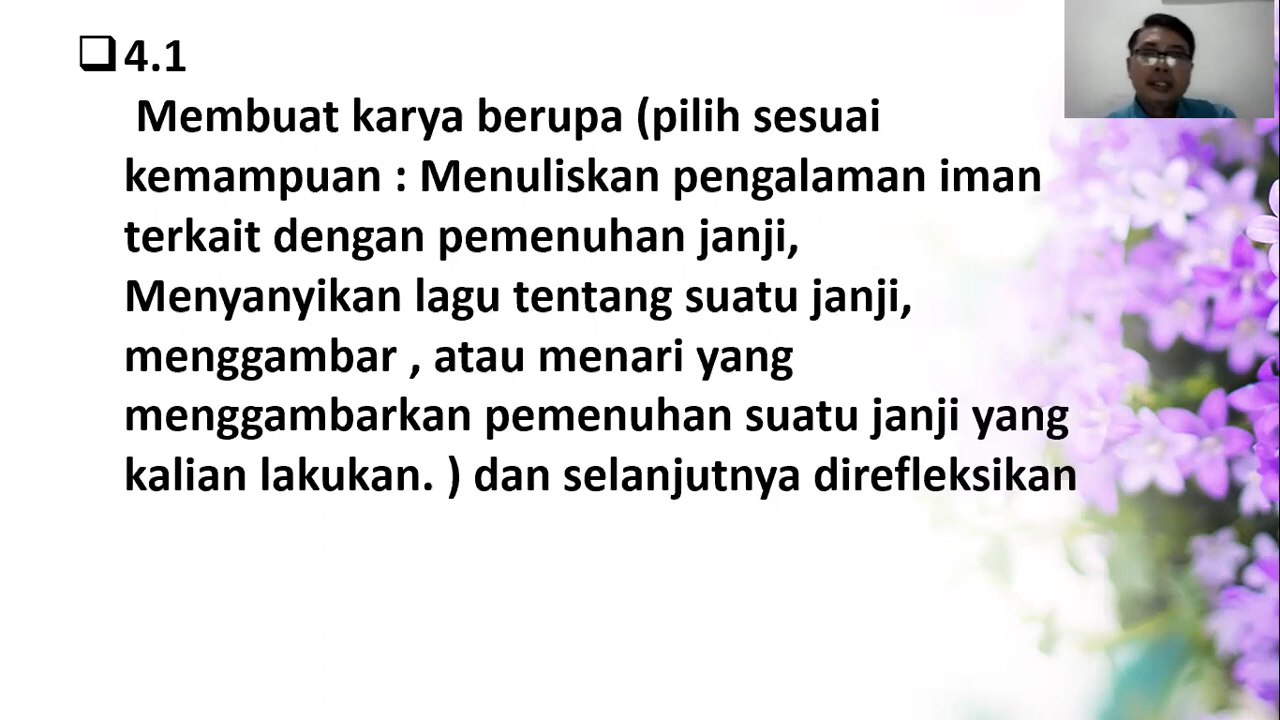 4.1
Membuat karya berupa (pilih sesuai
kemampuan : Menuliskan pengalaman iman
terkait dengan pemenuhan janji,
Menyanyikan lagu tentang suatu janji,
menggambar , atau menari yang
menggambarkan pemenuhan suatu janji yang
kalian lakukan. ) dan selanjutnya direfleksikan